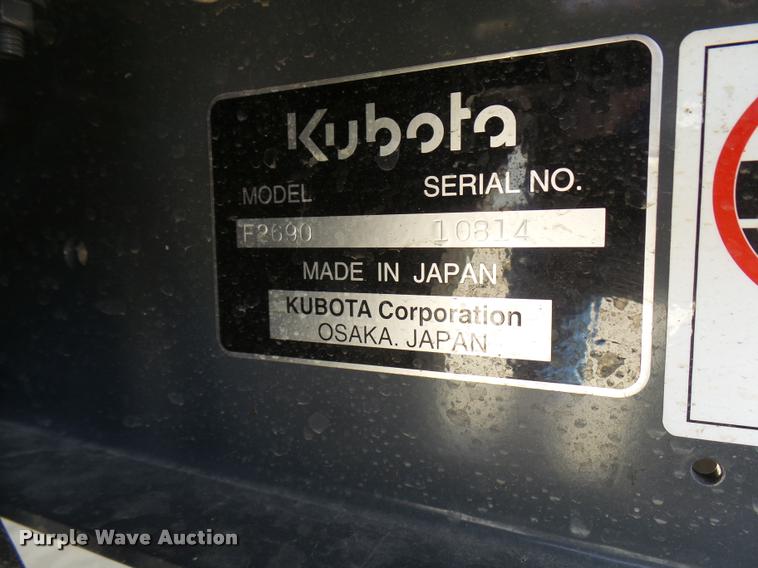 Kubota
MODEL SERIAL NO.
F2690 10814
MADE IN JAPAN
KUBOTA Corporation
OSAKA. JAPAN
Purple Wave Auction